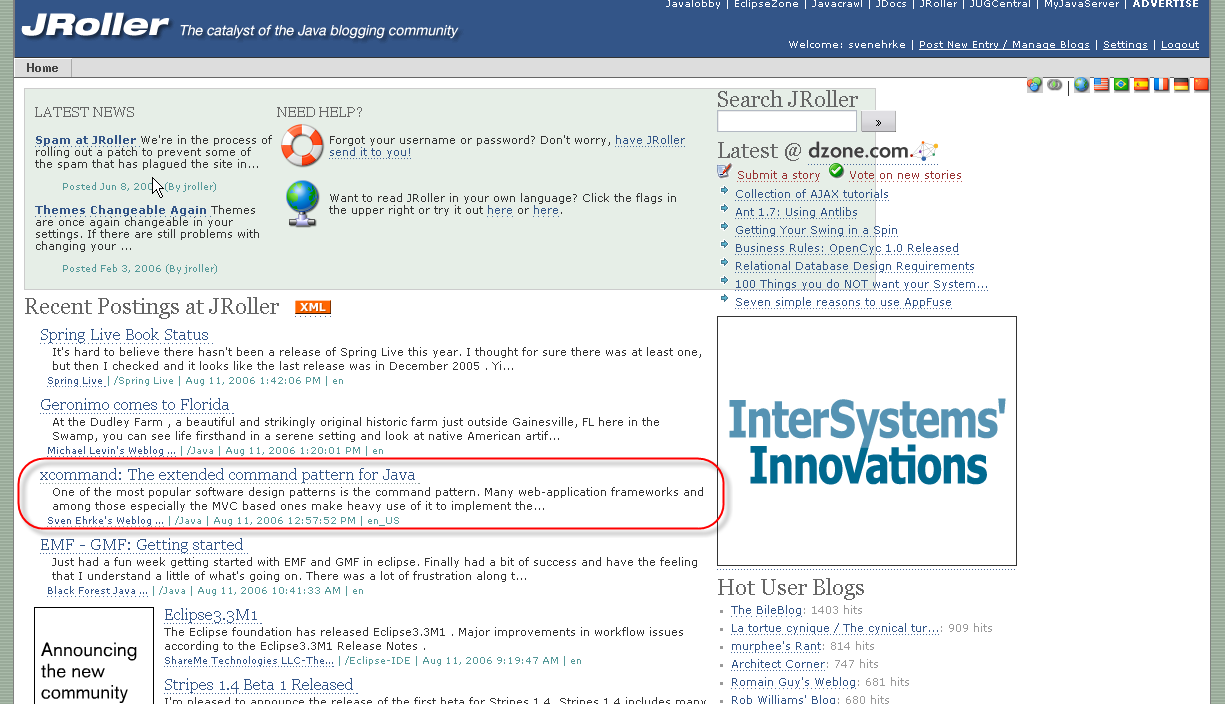 Javalobby | EclipseZone | Javacrawl | JDocs | JRoller | JUGCentral | MyJavaServer | ADVERTISE
JRoller The catalyst of the Java blogging community
Welcome: svenehrke | Post New Entry / Manage Blogs | Settings | Logout
Home
LATEST NEWS
Spam at JRoller We're in the process of
rolling out a patch to prevent some of
the spam that has plagued the site in...
Posted Jun 8, (By jroller)
Themes Changeable Again Themes
are once again changeable in your
settings. If there are still problems with
changing your ...
Posted Feb 3, 2006 (By jroller)
NEED HELP?
Forgot your username or password? Don't worry, have JRoller
send it to you!
Want to read JRoller in your own language? Click the flags in
the upper right or try it out here or here.
Search JRoller
»
Latest @ dzone.com
Submit a story Vote on new stories
Collection of AJAX tutorials
Ant 1.7: Using Antlibs
Getting Your Swing in a Spin
Business Rules: OpenCyc 1.0 Released
Relational Database Design Requirements
100 Things you do NOT want your System...
Seven simple reasons to use AppFuse
Recent Postings at JRoller XML
Spring Live Book Status
It's hard to believe there hasn't been a release of Spring Live this year. I thought for sure there was at least one,
but then I checked and it looks like the last release was in December 2005 . Yi...
Spring Live | /Spring Live | Aug 11, 2006 1:42:06 PM | en
Geronimo comes to Florida
At the Dudley Farm , a beautiful and strikingly original historic farm just outside Gainesville, FL here in the
Swamp, you can see life firsthand in a serene setting and look at native American artif...
Michael Levin's Weblog ... | /Java | Aug 11, 2006 1:20:01 PM | en
xcommand: The extended command pattern for Java
One of the most popular software design patterns is the command pattern. Many web-application frameworks and
among those especially the MVC based ones make heavy use of it to implement the...
Sven Ehrke's Weblog ... | /Java | Aug 11, 2006 12:57:52 PM | en_US
EMF - GMF: Getting started
Just had a fun week getting started with EMF and GMF in eclipse. Finally had a bit of success and have the feeling
that I understand a little of what's going on. There was a lot of frustration along t...
Black Forest Java ... | /Java | Aug 11, 2006 10:41:33 AM | en
Announcing
the new
community
Eclipse3.3M1
The Eclipse foundation has released Eclipse3.3M1 . Major improvements in workflow issues
according to the Eclipse3.3M1 Release Notes .
ShareMe Technologies LLC-The... | /Eclipse-IDE | Aug 11, 2006 9:19:47 AM | en
Stripes 1.4 Beta 1 Released
I'm pleased to announce the release of the first beta for Stripes 1.4. Stripes 1.4 includes many
InterSystems'
Innovations
Hot User Blogs
The BileBlog: 1403 hits
La tortue cynique / The cynical tur...: 909 hits
murphee's Rant: 814 hits
Architect Corner: 747 hits
Romain Guy's Weblog: 681 hits
Rob Williams' Blog: 680 hits